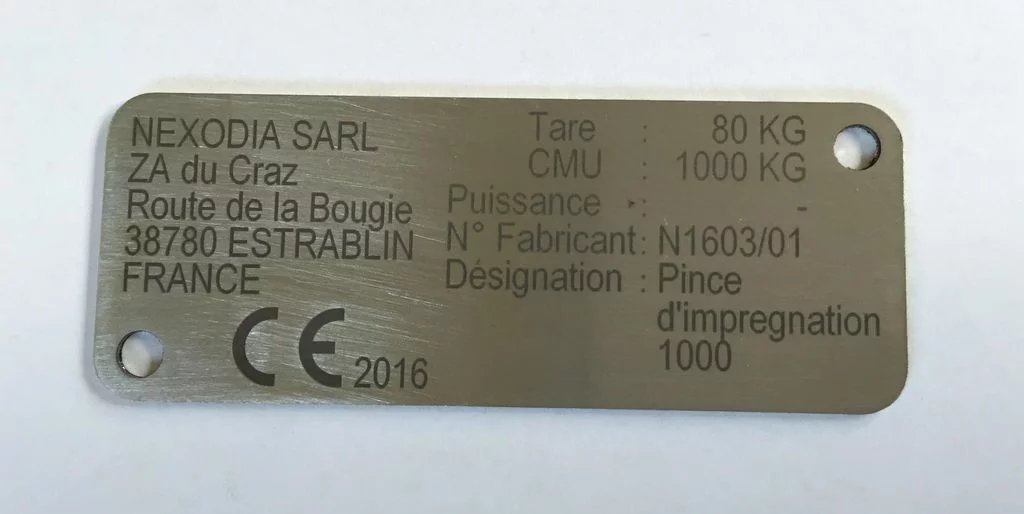 NEXODIA SARL
ZA du Craz
Route de la Bougie
38780 ESTRABLIN
FRANCE
CE 2016
Tare : 80 KG
CMU : 1000 KG
Puissance : -
N° Fabricant : N1603/01
Désignation : Pince
d'impregnation
1000